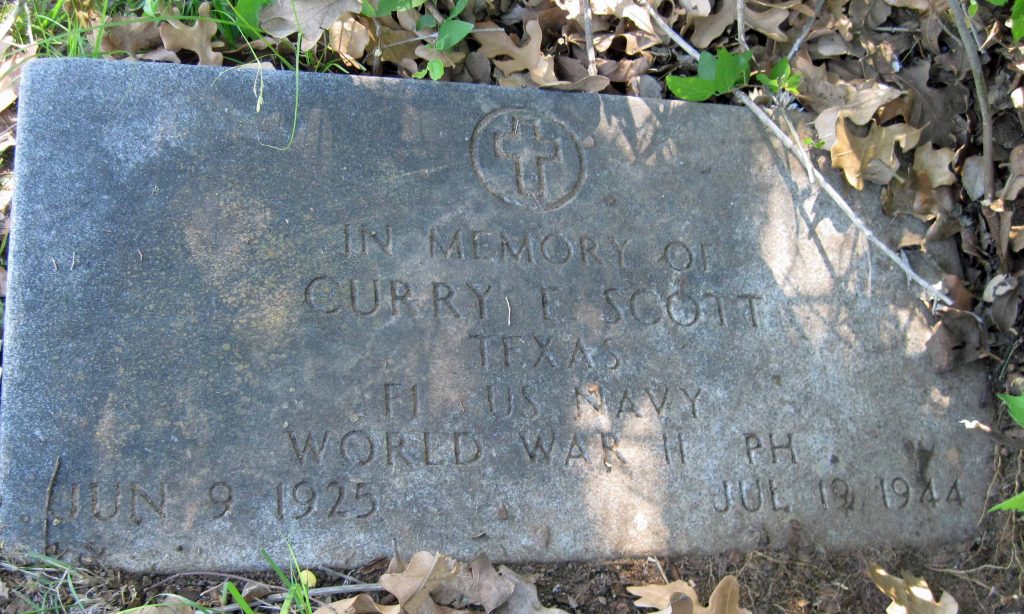 IN MEMORY OF
CURRY E SCOTT
TEXAS
F1 US NAVY
WORLD WAR II PH
JUN 9 1925 JUL 19 1944